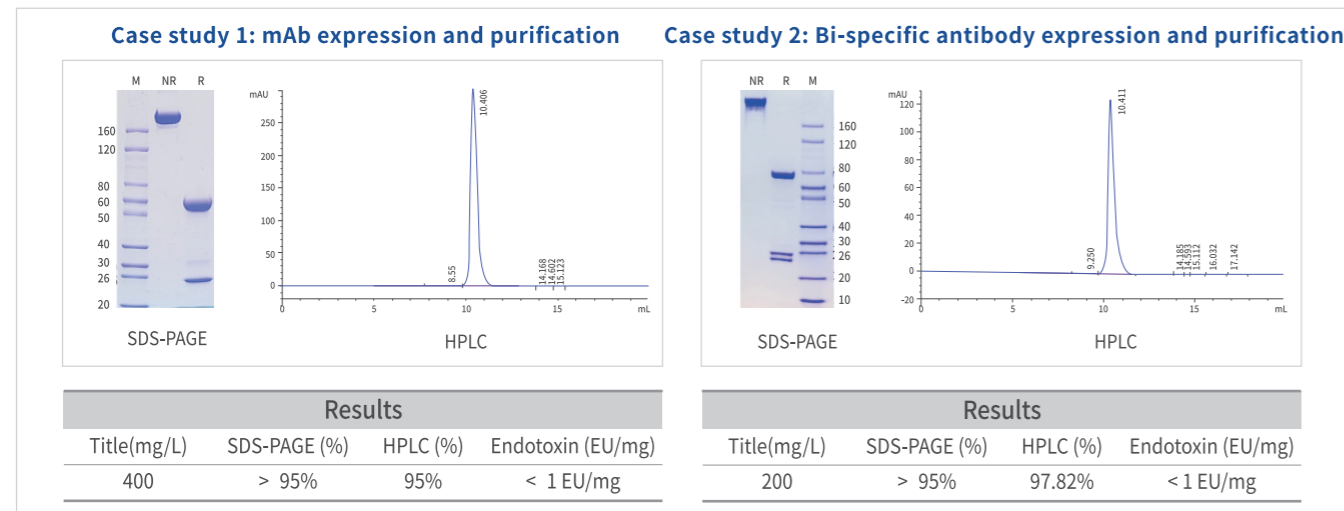 Case study 1: mAb expression and purification
M NR R
160
120
80
60
50
40
30
26
20
SDS-PAGE
mAU
250
200
150
100
50
0
10.406
8.55
14.168
14.602
15.123
0 5 10 15 mL
HPLC
Results
Title(mg/L) SDS-PAGE (%) HPLC (%) Endotoxin (EU/mg)
400 > 95% 95% < 1 EU/mg
Case study 2: Bi-specific antibody expression and purification
NR R M
160
120
80
60
50
40
30
26
20
10
SDS-PAGE
mAU
120
100
80
60
40
20
0
-20
10.411
9.250
14.185
14.593
15.112
16.032
17.142
0 5 10 15 mL
HPLC
Results
Title(mg/L) SDS-PAGE (%) HPLC (%) Endotoxin (EU/mg)
200 > 95% 97.82% < 1 EU/mg